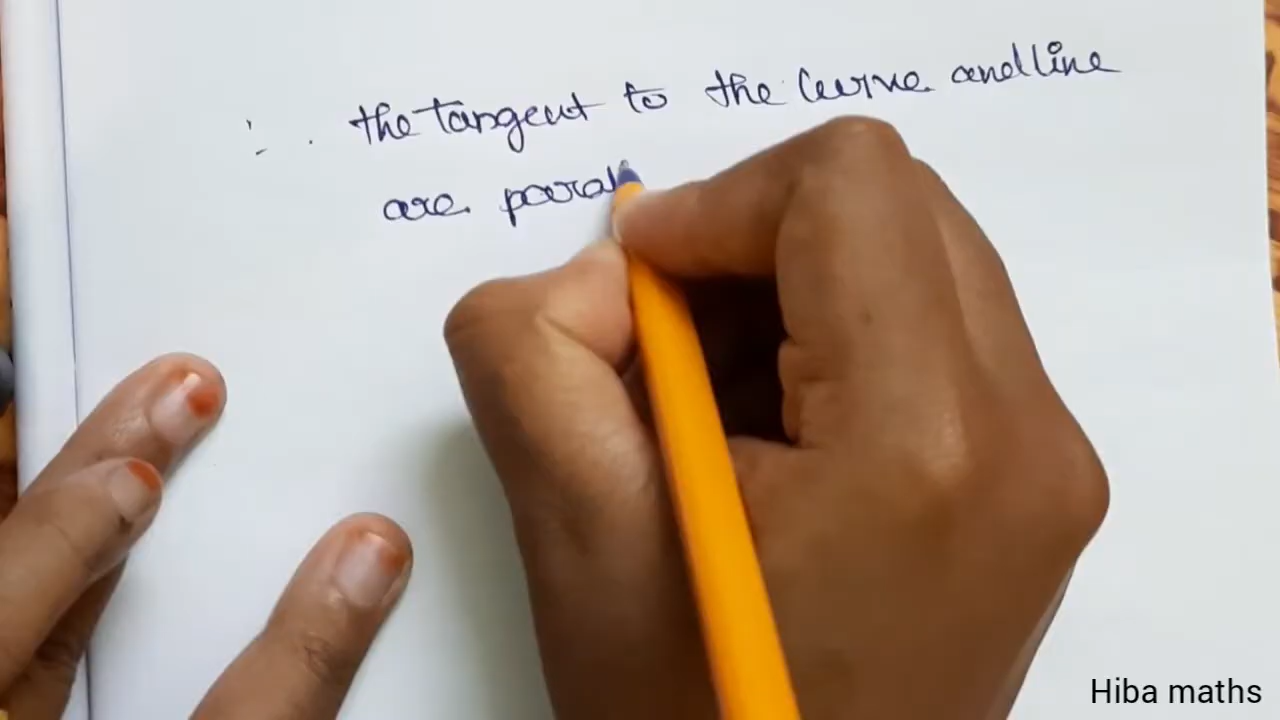 ∴ the tangent to the curve and line
are paral
Hiba maths